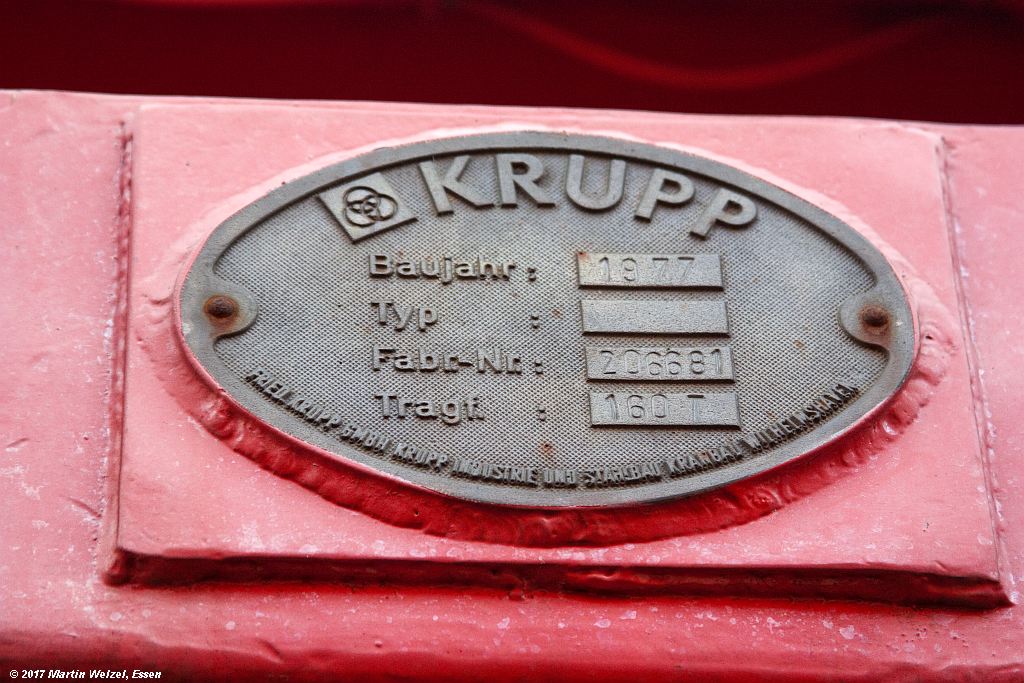 KRUPP
Baujahr : 1977
Typ :
Fabr.-Nr. : 206681
Tragf. : 160 T
FRIED. KRUPP GMBH KRUPP INDUSTRIE UND STAHLBAU KRANBAU WILHELMSHAVEN
© 2017 Martin Welzel, Essen